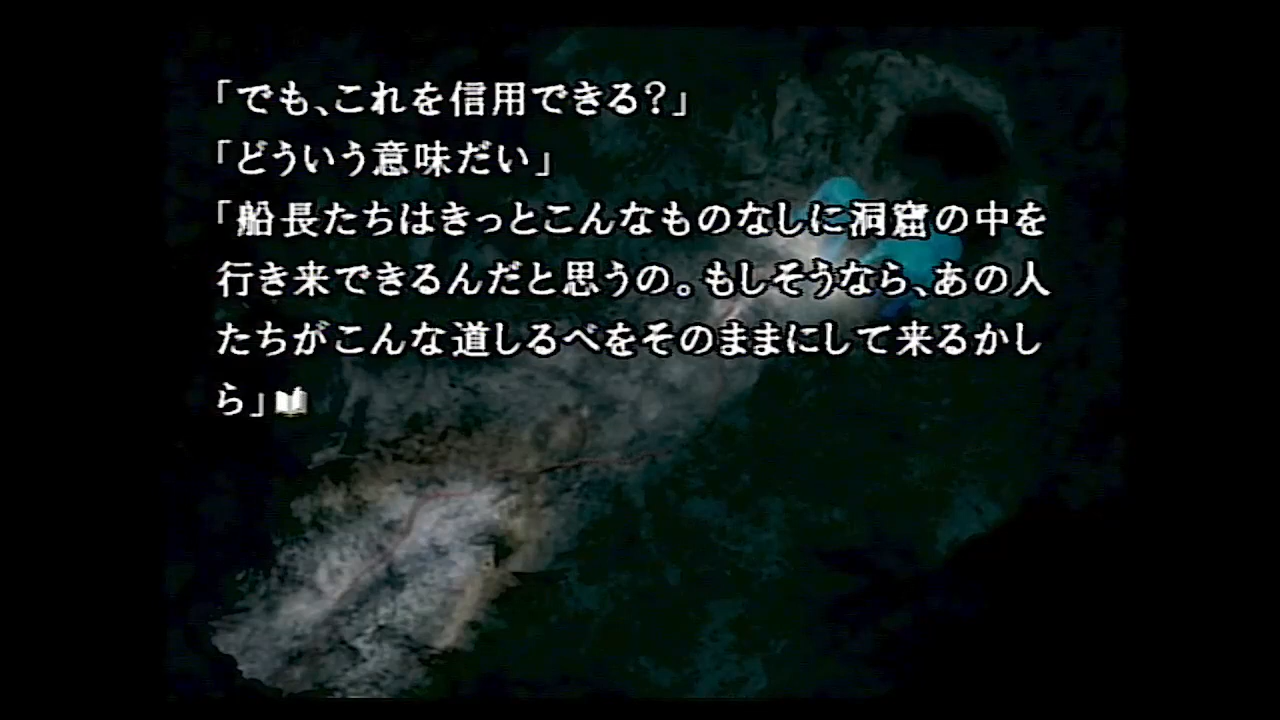 「でも、これを信用できる？」
「どういう意味だい」
「船長たちはきっとこんなものなしに洞窟の中を
行き来できるんだと思うの。もしそうなら、あの人
たちがこんな道しるべをそのままにして来るかし
ら」